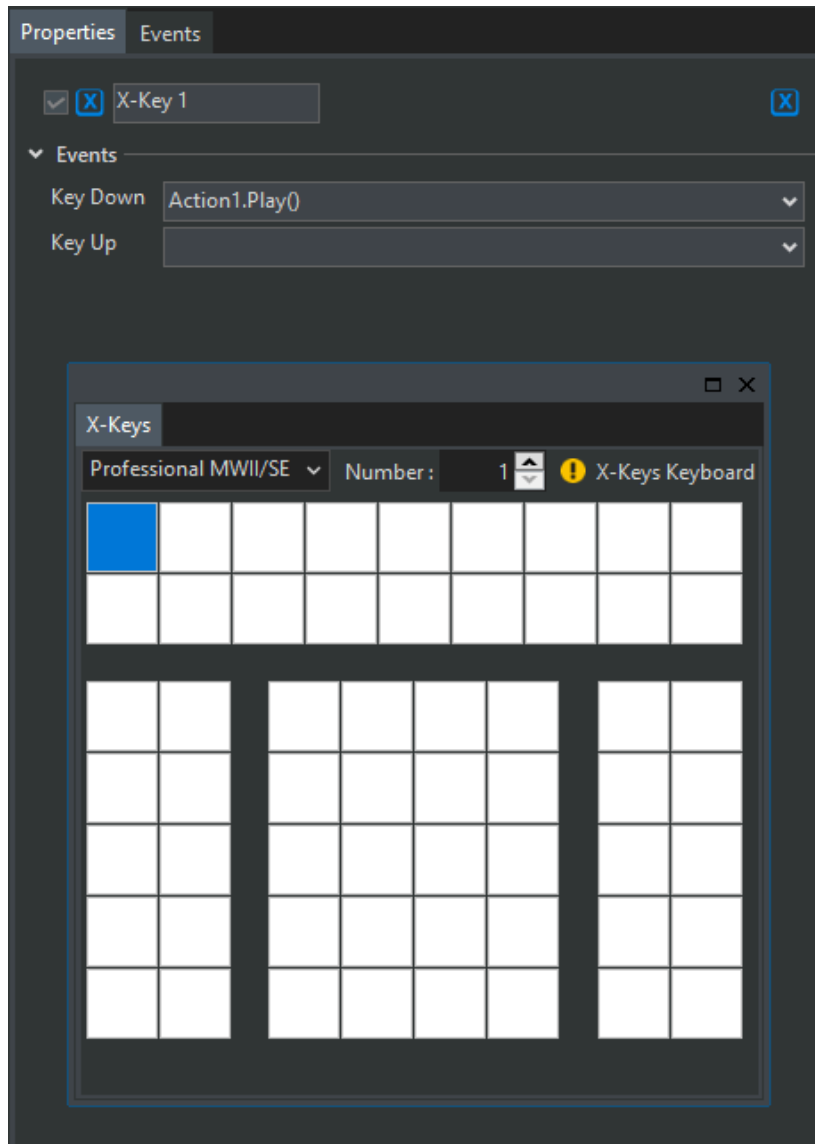 Properties Events
X-Key 1
Events
Key Down Action1.Play()
Key Up
X-Keys
Professional MWII/SE Number : 1 X-Keys Keyboard